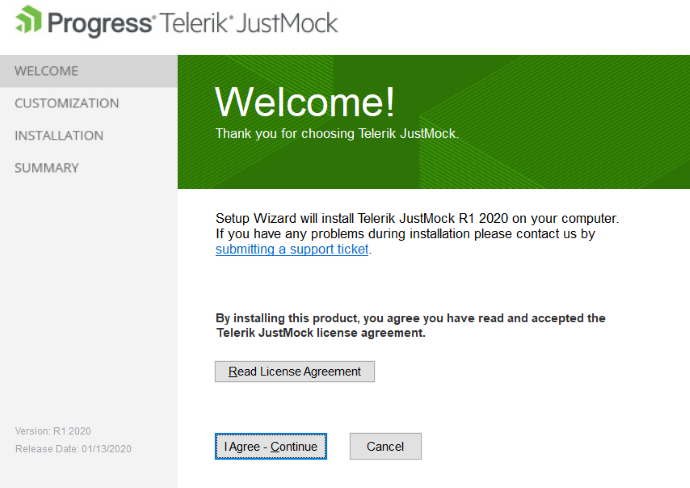 Progress® Telerik® JustMock
WELCOME
CUSTOMIZATION
INSTALLATION
SUMMARY
Welcome!
Thank you for choosing Telerik JustMock.
Setup Wizard will install Telerik JustMock R1 2020 on your computer.
If you have any problems during installation please contact us by
submitting a support ticket.
By installing this product, you agree you have read and accepted the
Telerik JustMock license agreement.
Read License Agreement
Version: R1 2020
Release Date: 01/13/2020
I Agree - Continue
Cancel